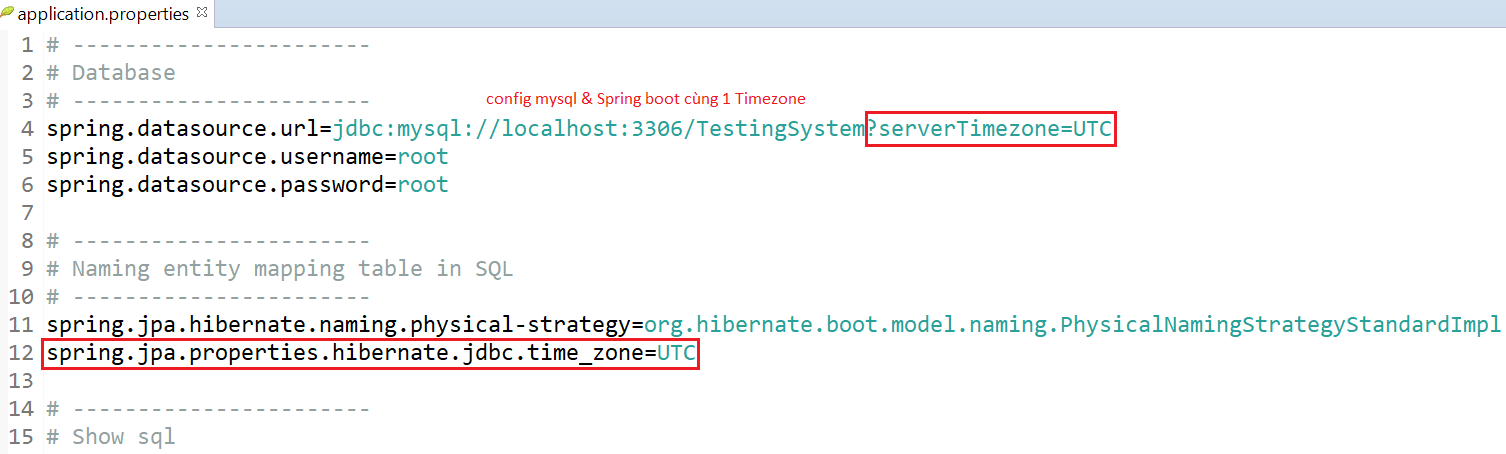 application.properties
1 # -----------------------
2 # Database
3 # -----------------------
config mysql & Spring boot cùng 1 Timezone
4 spring.datasource.url=jdbc:mysql://localhost:3306/TestingSystem?serverTimezone=UTC
5 spring.datasource.username=root
6 spring.datasource.password=root
7
8 # -----------------------
9 # Naming entity mapping table in SQL
10 # -----------------------
11 spring.jpa.hibernate.naming.physical-strategy=org.hibernate.boot.model.naming.PhysicalNamingStrategyStandardImpl
12 spring.jpa.properties.hibernate.jdbc.time_zone=UTC
13
14 # -----------------------
15 # Show sql